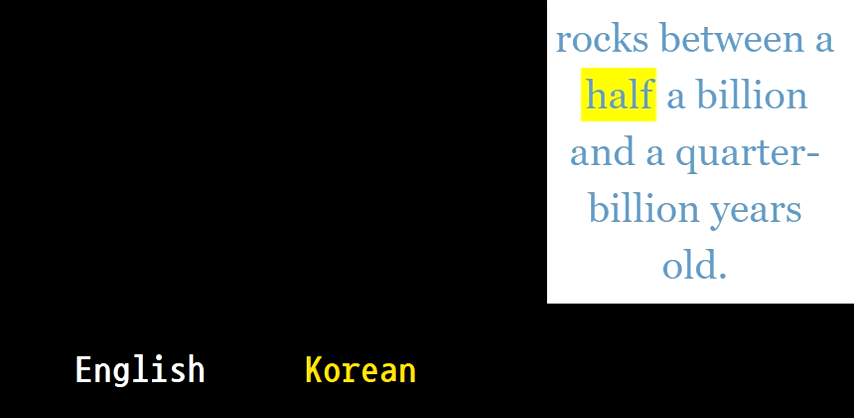 rocks between a
half a billion
and a quarter-
billion years
old.
English Korean